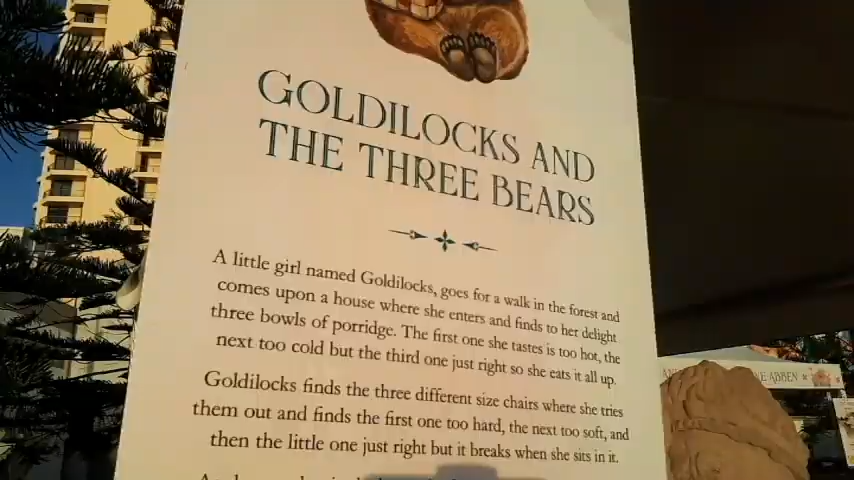 GOLDILOCKS AND
THE THREE BEARS
A little girl named Goldilocks, goes for a walk in the forest and
comes upon a house where she enters and finds to her delight
three bowls of porridge. The first one she tastes is too hot, the
next too cold but the third one just right so she eats it all up.
Goldilocks finds the three different size chairs where she tries
them out and finds the first one too hard, the next too soft, and
then the little one just right but it breaks when she sits in it.